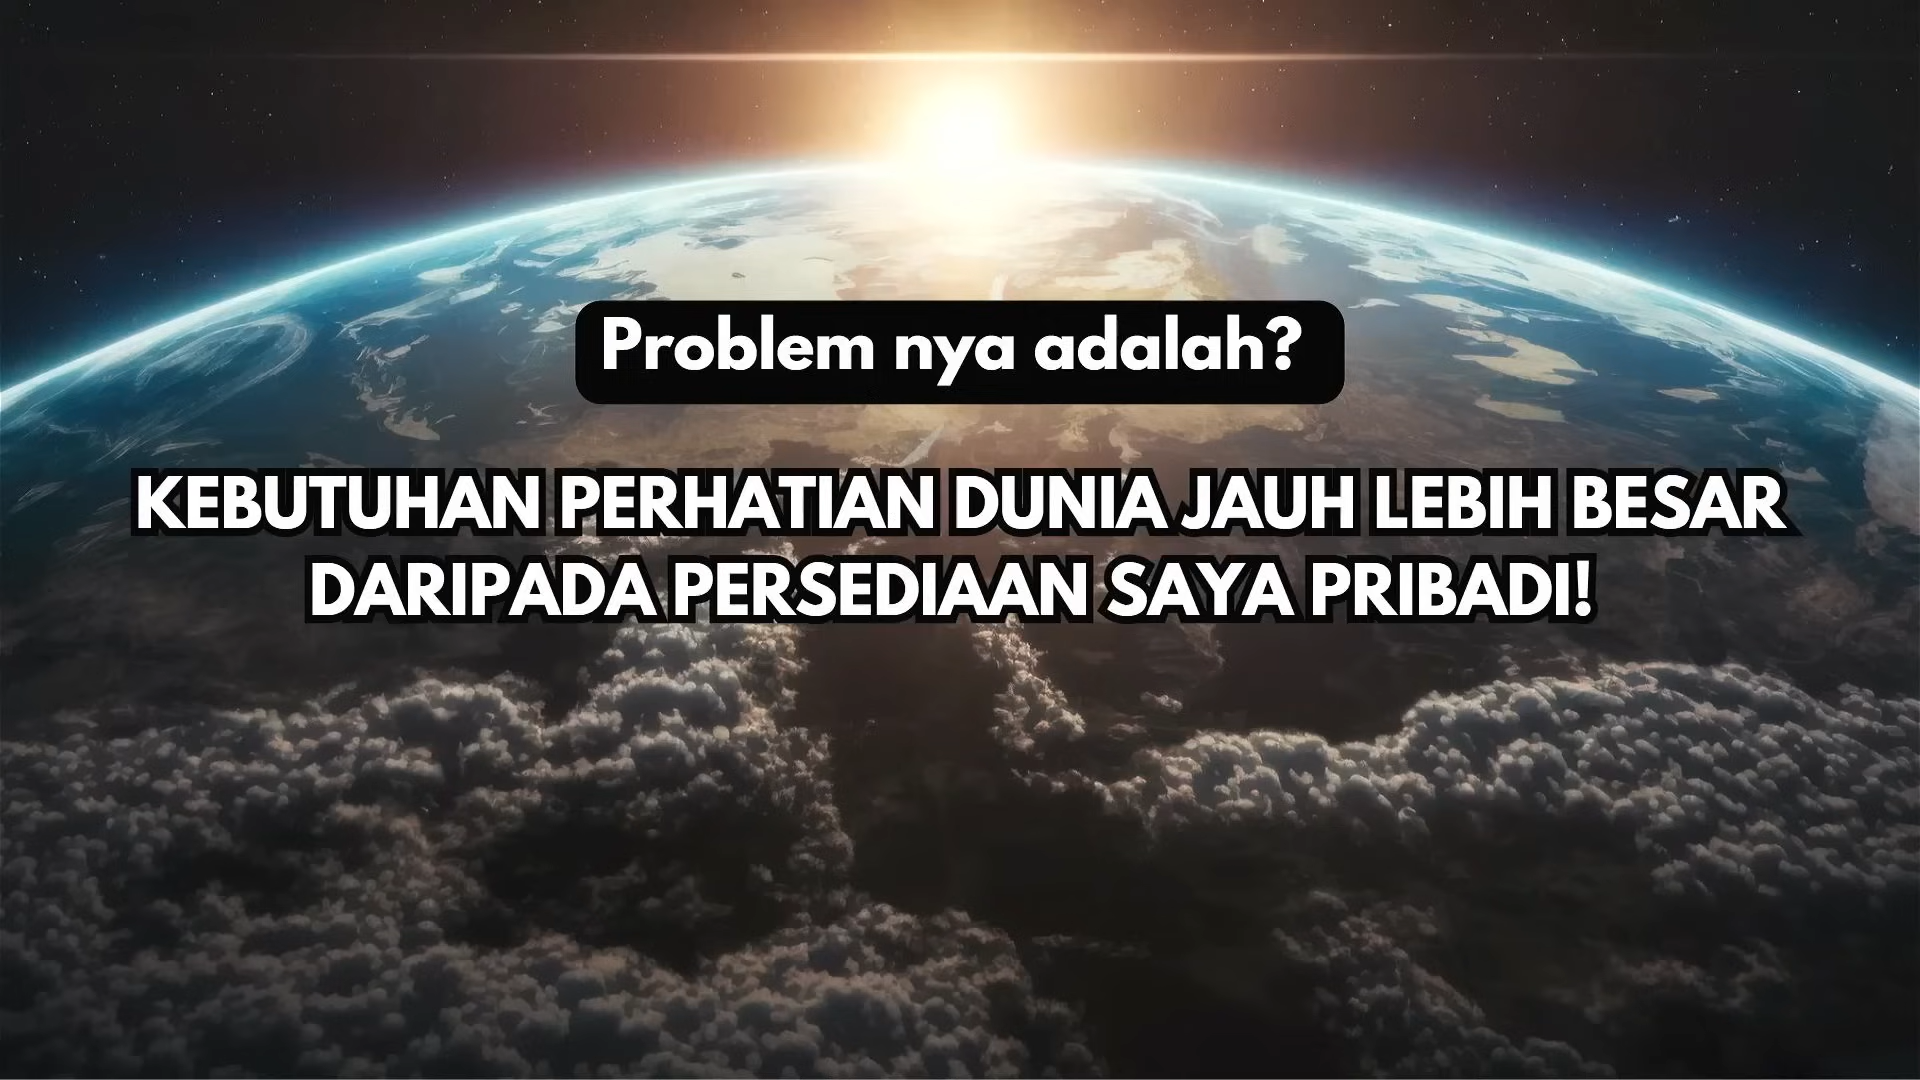 Problem nya adalah?
KEBUTUHAN PERHATIAN DUNIA JAUH LEBIH BESAR
DARIPADA PERSEDIAAN SAYA PRIBADI!